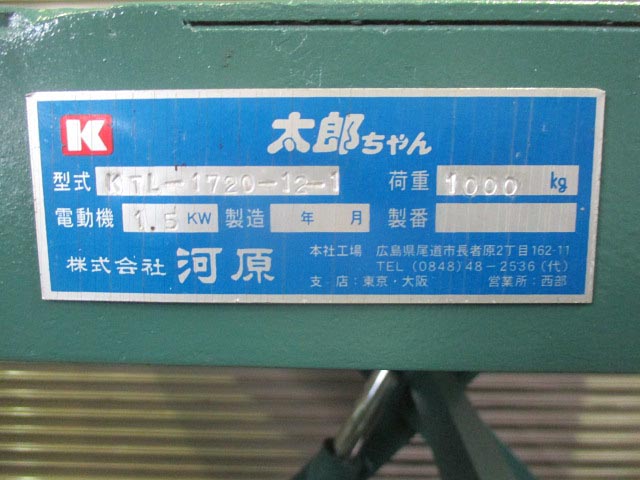 K
太郎ちゃん
型式 KTL-1720-12-1 荷重 1000 kg
電動機 1.5 KW 製造 年 月 製番
株式会社 河原
本社工場 広島県尾道市長者原2丁目162-11
TEL (0848)48-2536(代)
支店:東京・大阪 営業所:西部